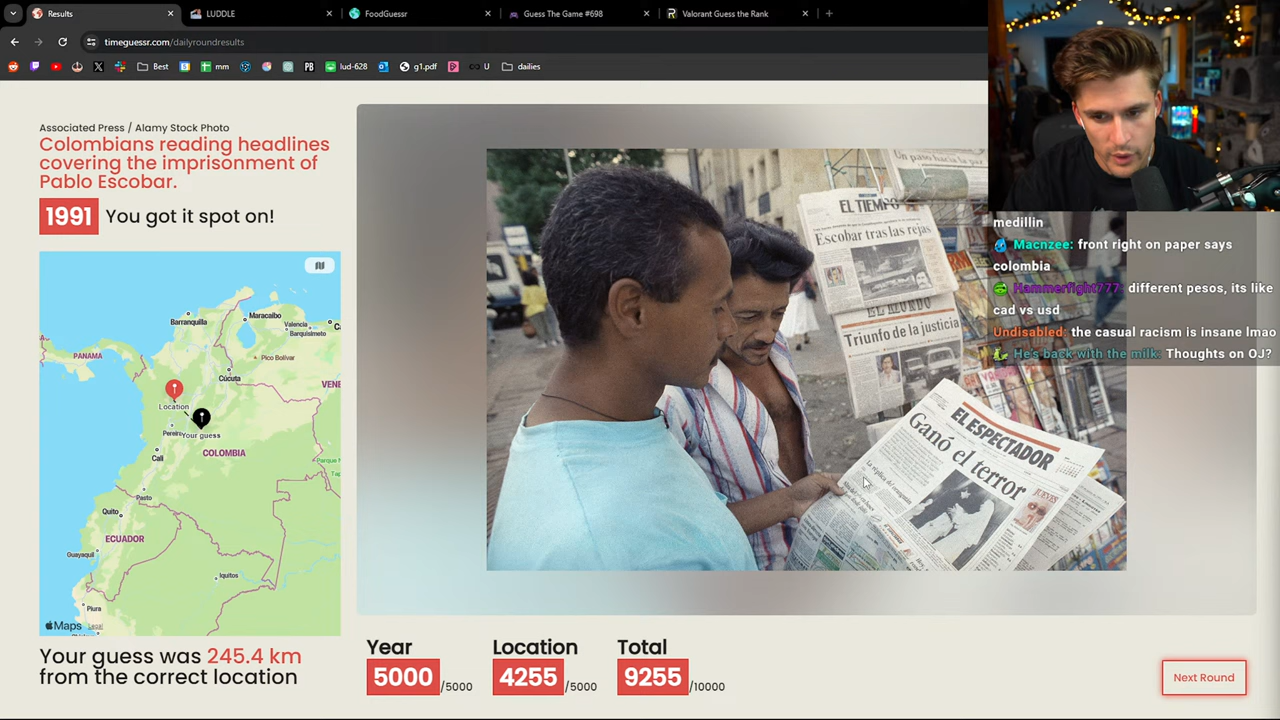 Results
LUDDLE
FoodGuessr
Guess The Game #698
Valorant Guess the Rank
timeguessr.com/dailyroundresults
Best
mm
PB
lud-628
g1.pdf
U
dailies
Associated Press / Alamy Stock Photo
Colombians reading headlines
covering the imprisonment of
Pablo Escobar.
1991 You got it spot on!
Barranquilla
Maracaibo
Valencia
Barquisimeto
PANAMA
Pico Bolívar
Cúcuta
VENE
Location
Pereira
Your guess
COLOMBIA
Cali
Pasto
Quito
ECUADOR
Guayaquil
Iquitos
Piura
Maps
Legal
Your guess was 245.4 km
from the correct location
EL TIEMPO
Escobar tras las rejas
EL MUNDO
Triunfo de la justicia
EL ESPECTADOR
Ganó el terror
JUEVES
medillin
Macnzee: front right on paper says
colombia
Hammerfight777: different pesos, its like
cad vs usd
Undisabled: the casual racism is insane lmao
He's back with the milk: Thoughts on OJ?
Year
5000 /5000
Location
4255 /5000
Total
9255 /10000
Next Round